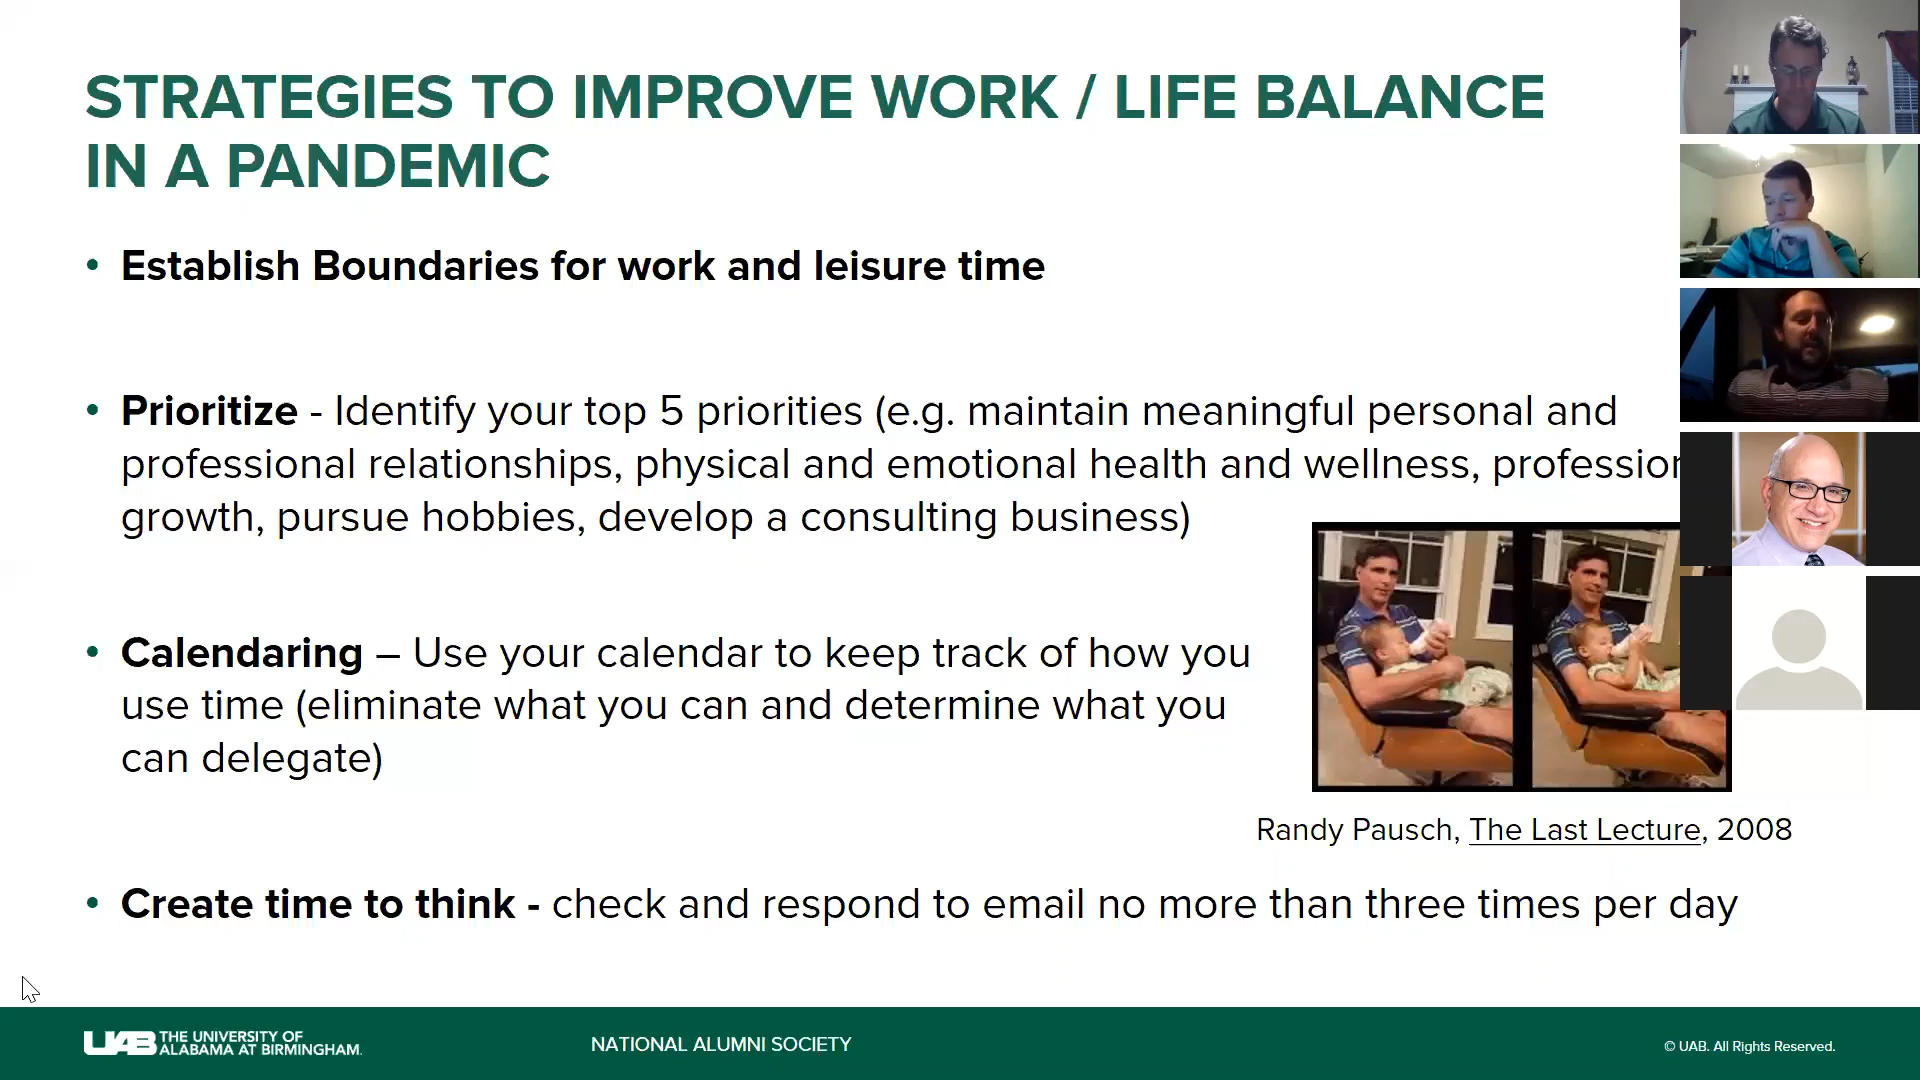 STRATEGIES TO IMPROVE WORK / LIFE BALANCE
IN A PANDEMIC
• Establish Boundaries for work and leisure time
• Prioritize - Identify your top 5 priorities (e.g. maintain meaningful personal and
professional relationships, physical and emotional health and wellness,
growth, pursue hobbies, develop a consulting business)
• Calendaring – Use your calendar to keep track of how you
use time (eliminate what you can and determine what you
can delegate)
Randy Pausch, The Last Lecture, 2008
• Create time to think - check and respond to email no more than three times per day
UAB THE UNIVERSITY OF
ALABAMA AT BIRMINGHAM.
NATIONAL ALUMNI SOCIETY
© UAB. All Rights Reserved.